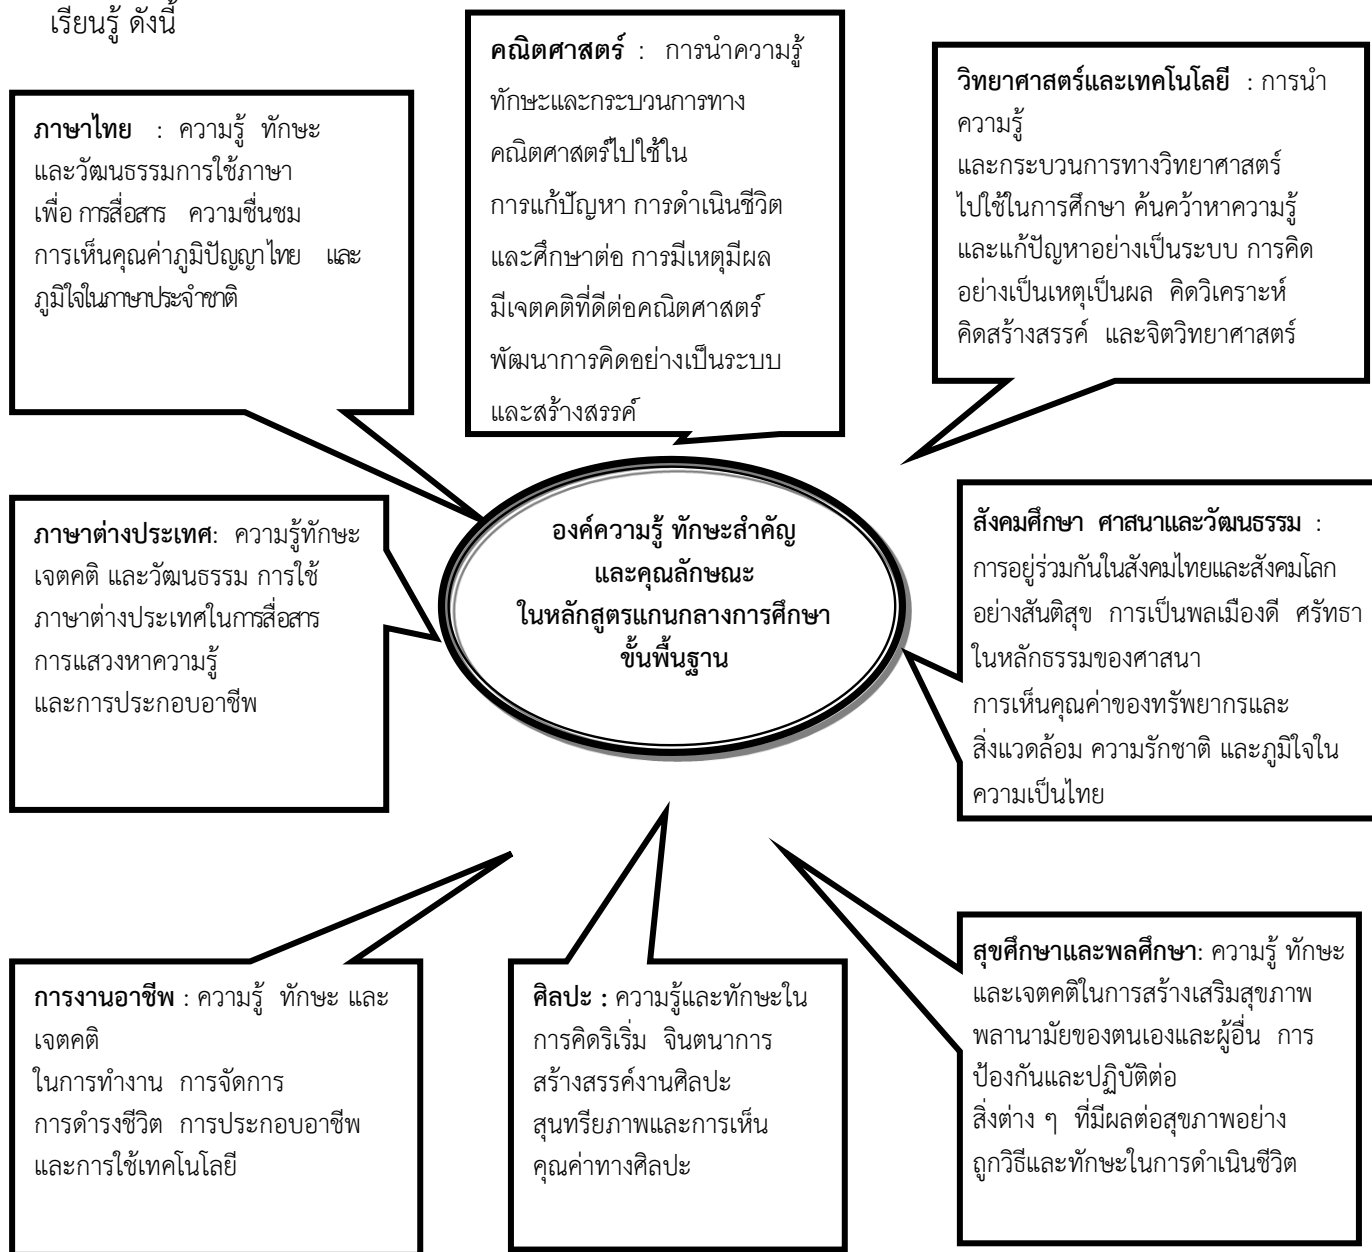 เรียนรู้ ดังนี้
ภาษาไทย : ความรู้ ทักษะ
และวัฒนธรรมการใช้ภาษา
เพื่อ การสื่อสาร ความชื่นชม
การเห็นคุณค่าภูมิปัญญาไทย และ
ภูมิใจในภาษาประจำชาติ
คณิตศาสตร์ : การนำความรู้
ทักษะและกระบวนการทาง
คณิตศาสตร์ไปใช้ใน
การแก้ปัญหา การดำเนินชีวิต
และศึกษาต่อ การมีเหตุมีผล
มีเจตคติที่ดีต่อคณิตศาสตร์
พัฒนาการคิดอย่างเป็นระบบ
และสร้างสรรค์
วิทยาศาสตร์และเทคโนโลยี : การนำ
ความรู้
และกระบวนการทางวิทยาศาสตร์
ไปใช้ในการศึกษา ค้นคว้าหาความรู้
และแก้ปัญหาอย่างเป็นระบบ การคิด
อย่างเป็นเหตุเป็นผล คิดวิเคราะห์
คิดสร้างสรรค์ และจิตวิทยาศาสตร์
ภาษาต่างประเทศ: ความรู้ทักษะ
เจตคติ และวัฒนธรรม การใช้
ภาษาต่างประเทศในการสื่อสาร
การแสวงหาความรู้
และการประกอบอาชีพ
องค์ความรู้ ทักษะสำคัญ
และคุณลักษณะ
ในหลักสูตรแกนกลางการศึกษา
ขั้นพื้นฐาน
สังคมศึกษา ศาสนาและวัฒนธรรม :
การอยู่ร่วมกันในสังคมไทยและสังคมโลก
อย่างสันติสุข การเป็นพลเมืองดี ศรัทธา
ในหลักธรรมของศาสนา
การเห็นคุณค่าของทรัพยากรและ
สิ่งแวดล้อม ความรักชาติ และภูมิใจใน
ความเป็นไทย
การงานอาชีพ : ความรู้ ทักษะ และ
เจตคติ
ในการทำงาน การจัดการ
การดำรงชีวิต การประกอบอาชีพ
และการใช้เทคโนโลยี
ศิลปะ : ความรู้และทักษะใน
การคิดริเริ่ม จินตนาการ
สร้างสรรค์งานศิลปะ
สุนทรียภาพและการเห็น
คุณค่าทางศิลปะ
สุขศึกษาและพลศึกษา: ความรู้ ทักษะ
และเจตคติในการสร้างเสริมสุขภาพ
พลานามัยของตนเองและผู้อื่น การ
ป้องกันและปฏิบัติต่อ
สิ่งต่าง ๆ ที่มีผลต่อสุขภาพอย่าง
ถูกวิธีและทักษะในการดำเนินชีวิต